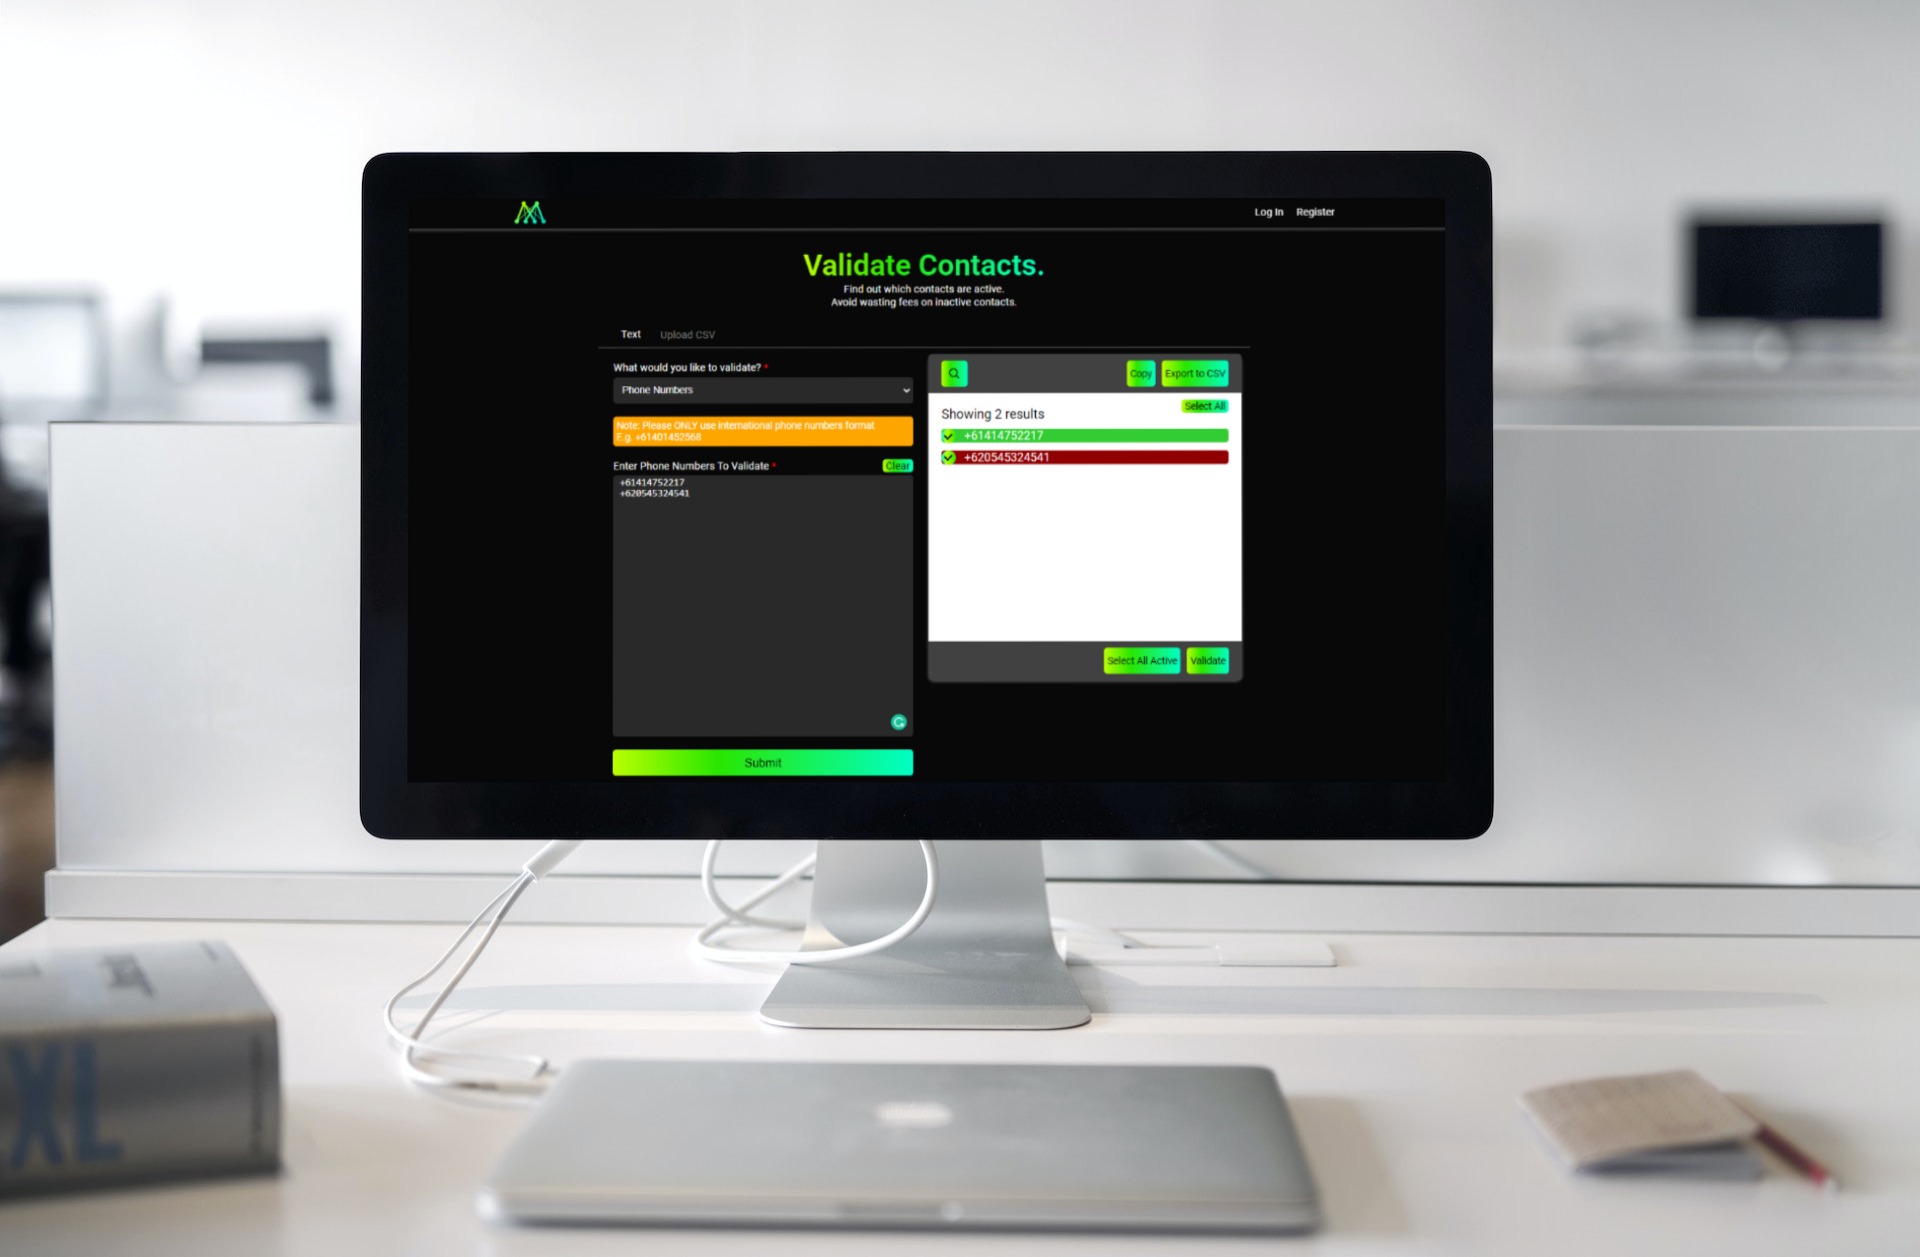 Log In Register
Validate Contacts.
Find out which contacts are active.
Avoid wasting fees on inactive contacts.
Text Upload CSV
What would you like to validate? *
Phone Numbers
Note: Please ONLY use international phone numbers format
E.g. +61401452568
Enter Phone Numbers To Validate *
Clear
+61414752217
+620545324541
Submit
Copy
Export to CSV
Select All
Showing 2 results
+61414752217
+620545324541
Select All Active
Validate
XL